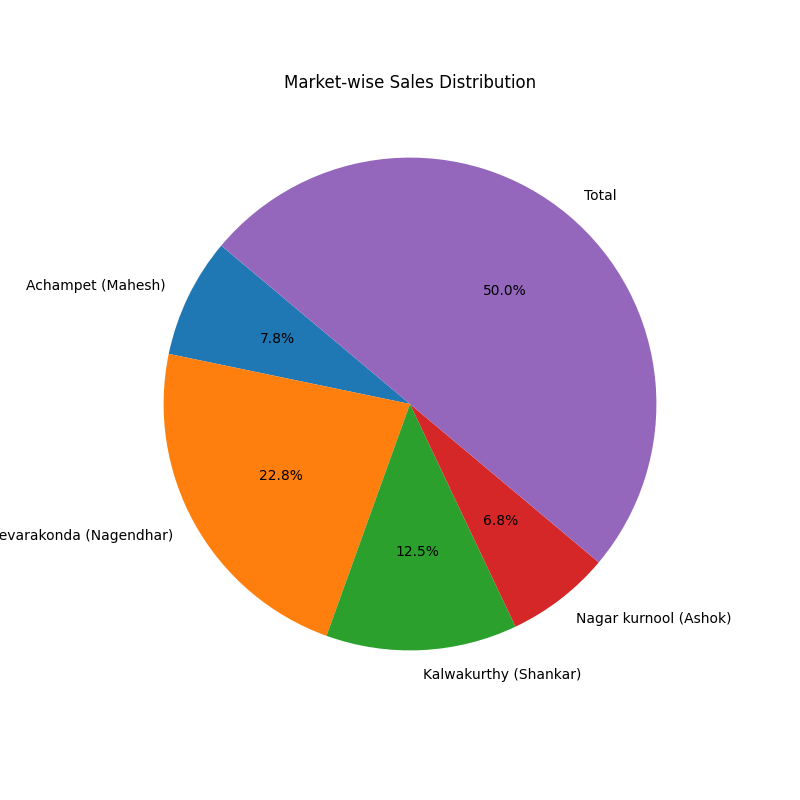 Market-wise Sales Distribution
Total
50.0%
Achampet (Mahesh)
7.8%
22.8%
evarakonda (Nagendhar)
12.5%
6.8%
Nagar kurnool (Ashok)
Kalwakurthy (Shankar)